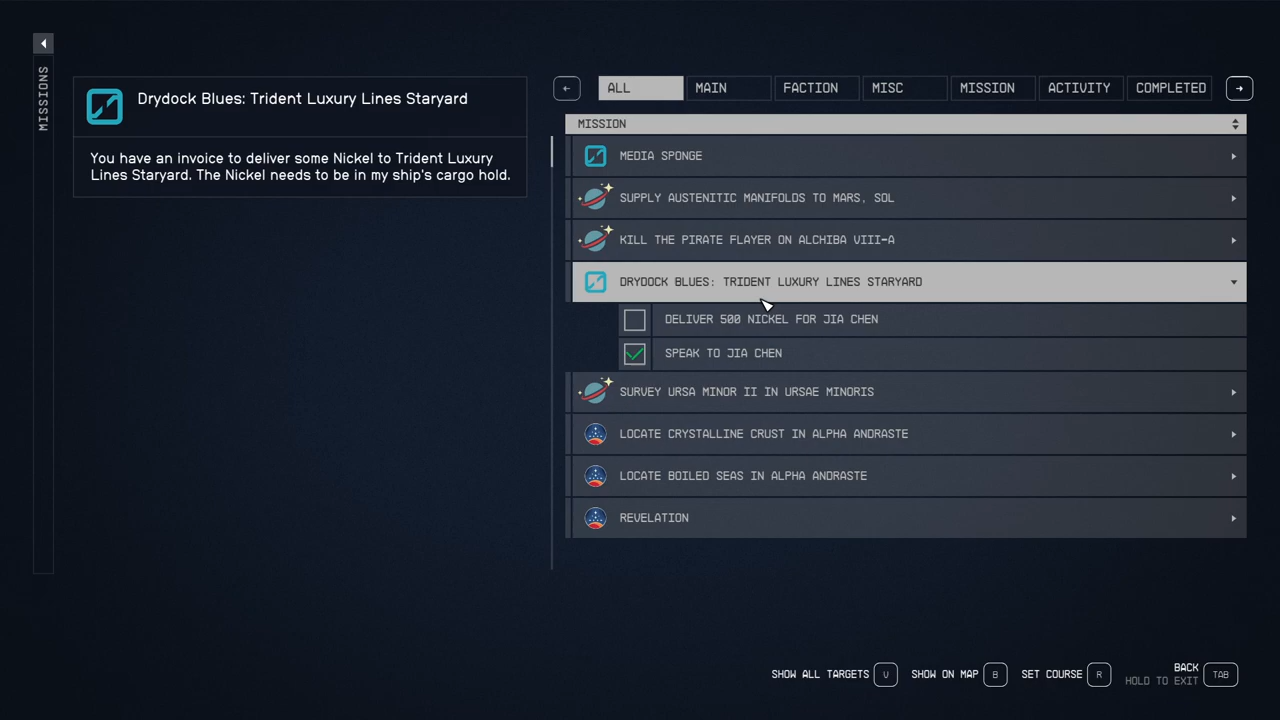 MISSIONS
Drydock Blues: Trident Luxury Lines Staryard
You have an invoice to deliver some Nickel to Trident Luxury
Lines Staryard. The Nickel needs to be in my ship's cargo hold.
ALL
MAIN
FACTION
MISC
MISSION
ACTIVITY
COMPLETED
MISSION
MEDIA SPONGE
SUPPLY AUSTENITIC MANIFOLDS TO MARS, SOL
KILL THE PIRATE FLAYER ON ALCHIBA VIII-A
DRYDOCK BLUES: TRIDENT LUXURY LINES STARYARD
DELIVER 500 NICKEL FOR JIA CHEN
SPEAK TO JIA CHEN
SURVEY URSA MINOR II IN URSAE MINORIS
LOCATE CRYSTALLINE CRUST IN ALPHA ANDRASTE
LOCATE BOILED SEAS IN ALPHA ANDRASTE
REVELATION
SHOW ALL TARGETS V
SHOW ON MAP B
SET COURSE R
BACK
HOLD TO EXIT
TAB